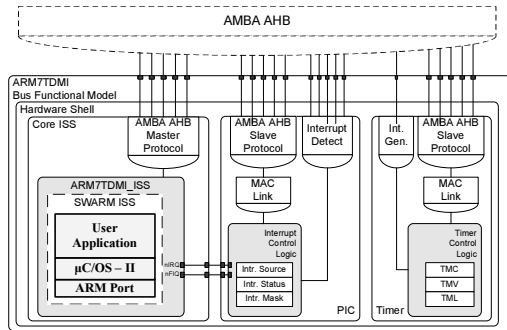 AMBA AHB
ARM7TDMI
Bus Functional Model
Hardware Shell
Core ISS
AMBA AHB
Master
Protocol
AMBA AHB
Slave
Protocol
Interrupt
Detect
Int.
Gen.
AMBA AHB
Slave
Protocol
MAC
Link
MAC
Link
ARM7TDMI_ISS
SWARM ISS
User
Application
µC/OS – II
ARM Port
nIRQ
nFIQ
Interrupt
Control
Logic
Intr. Source
Intr. Status
Intr. Mask
PIC
Timer
Control
Logic
TMC
TMV
TML
Timer